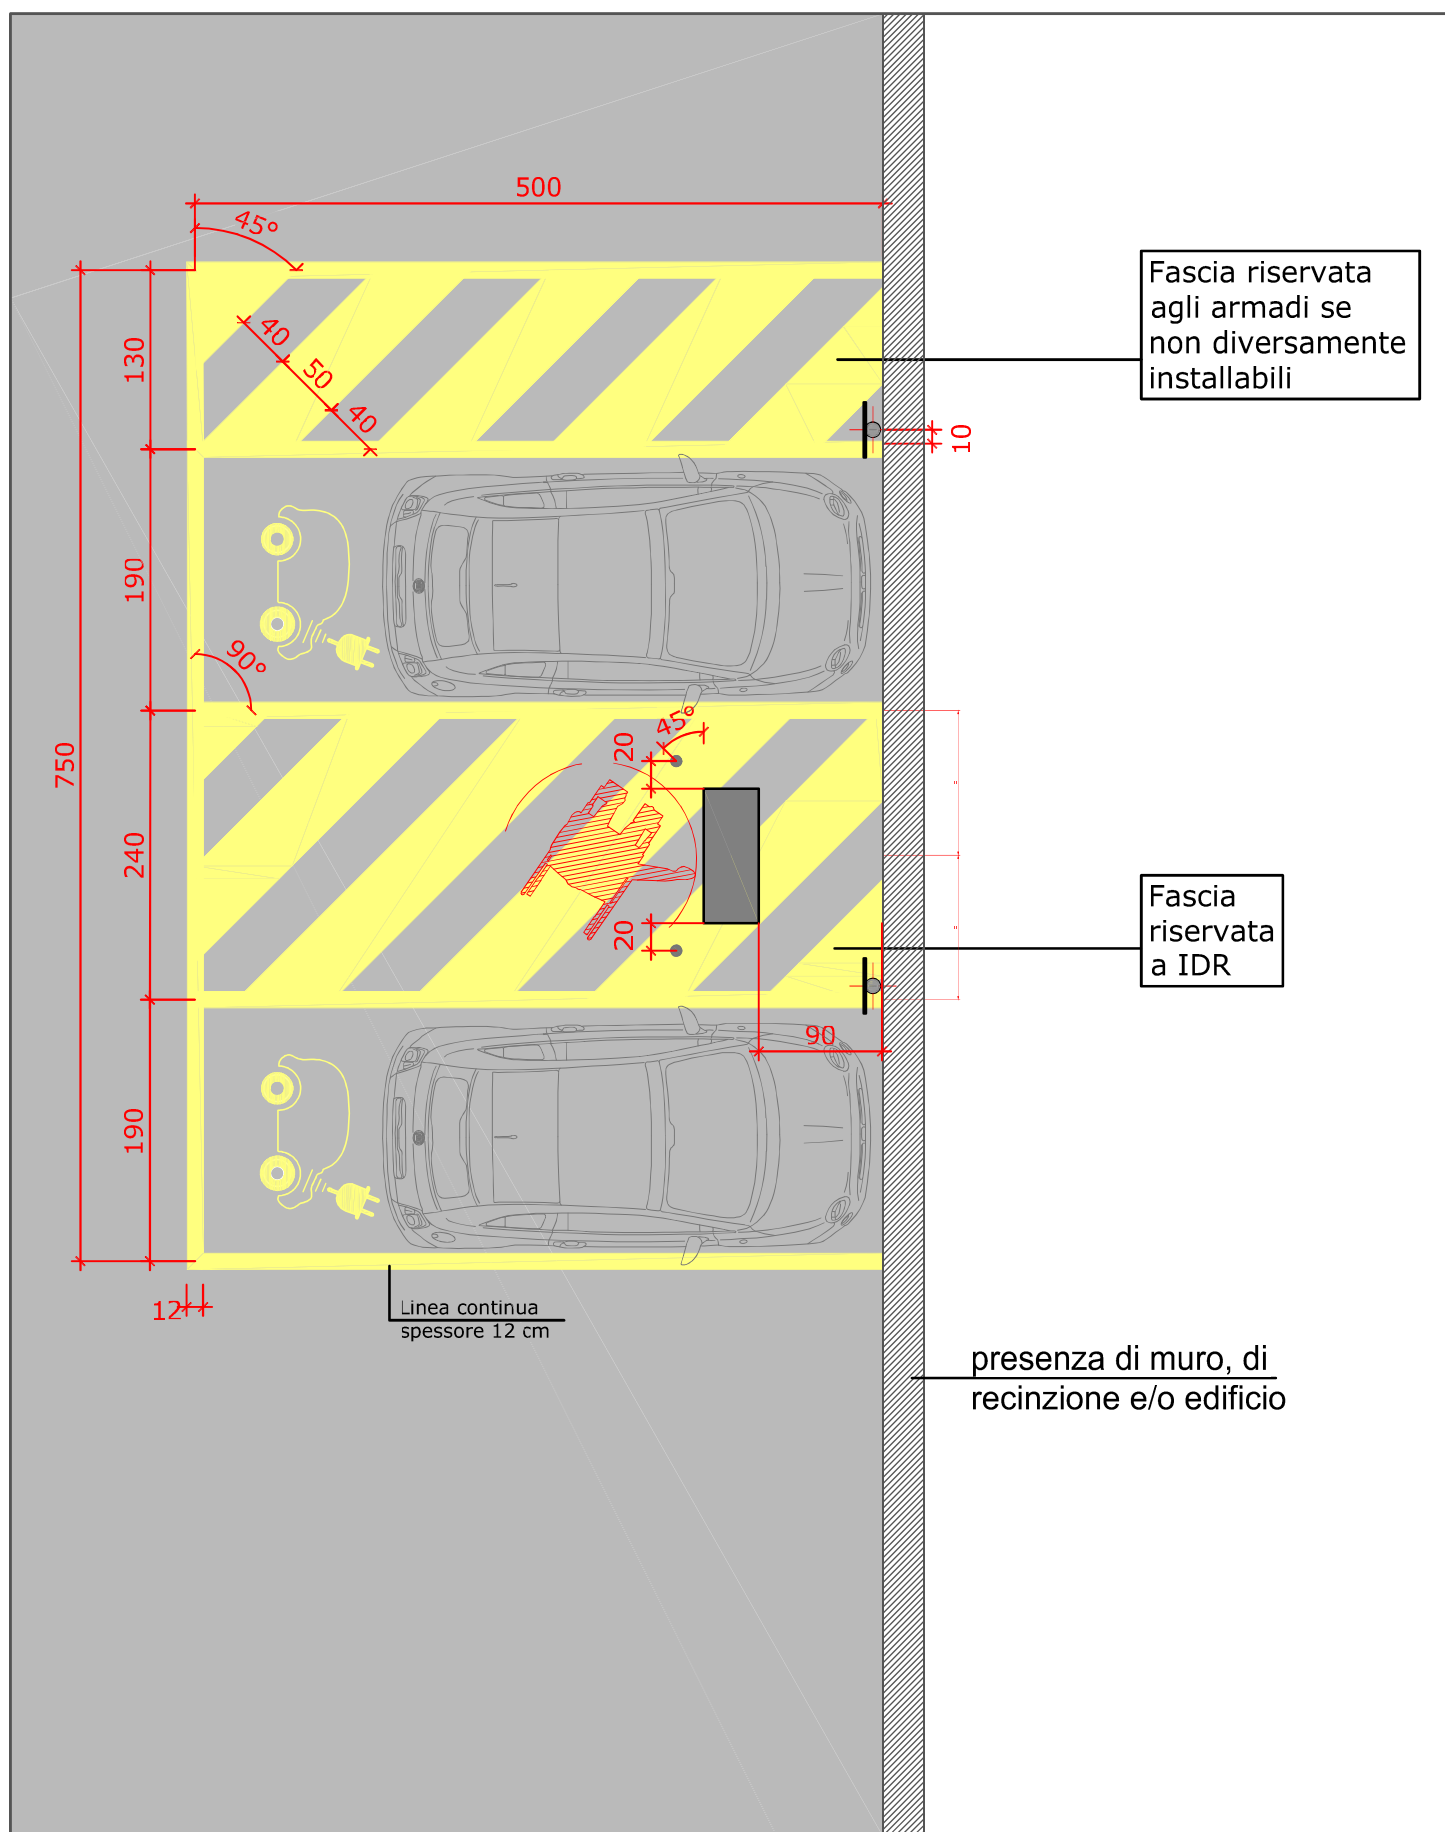 500
45°
Fascia riservata
agli armadi se
non diversamente
installabili
40
50
40
130
10
190
90°
750
45°
20
240
20
Fascia
riservata
a IDR
90
190
12
Linea continua
spessore 12 cm
presenza di muro, di
recinzione e/o edificio